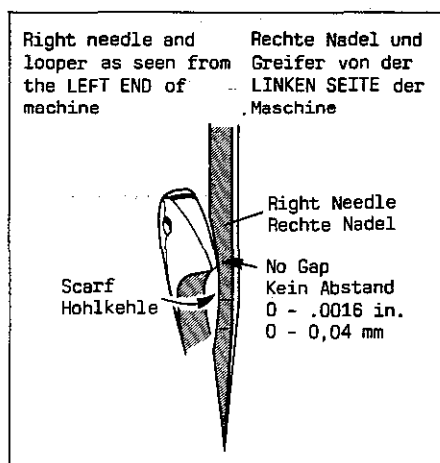 Right needle and
looper as seen from
the LEFT END of
machine
Rechte Nadel und
Greifer von der
LINKEN SEITE der
Maschine
Right Needle
Rechte Nadel
No Gap
Kein Abstand
0 - .0016 in.
0 - 0,04 mm
Scarf
Hohlkehle